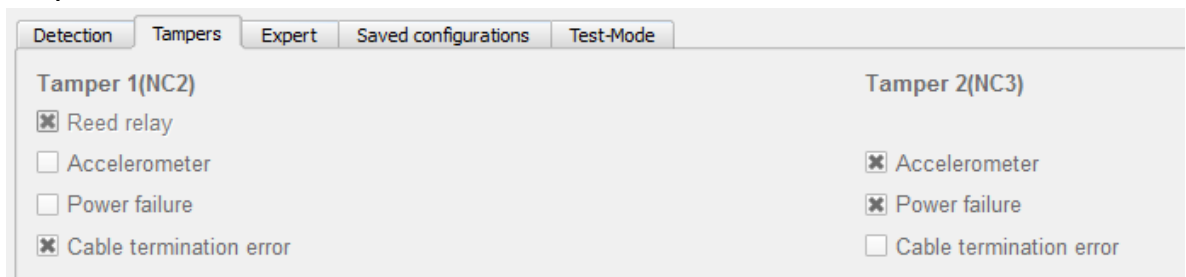 Detection Tampers Expert Saved configurations Test-Mode
Tamper 1(NC2) Tamper 2(NC3)
Reed relay
Accelerometer Accelerometer
Power failure Power failure
Cable termination error Cable termination error